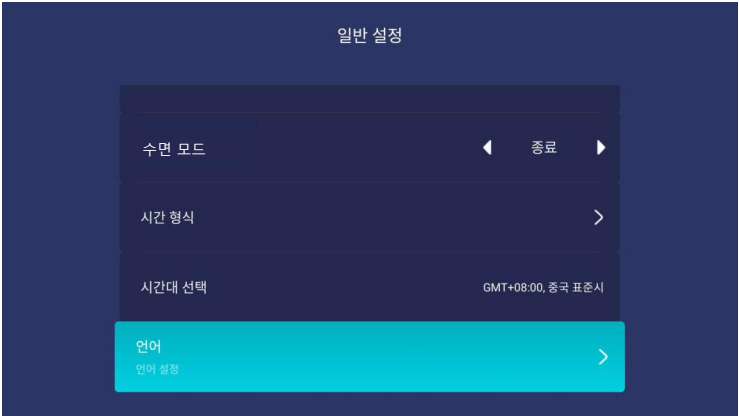 일반 설정
수면 모드
종료
시간 형식
시간대 선택
GMT+08:00, 중국 표준시
언어
언어 설정